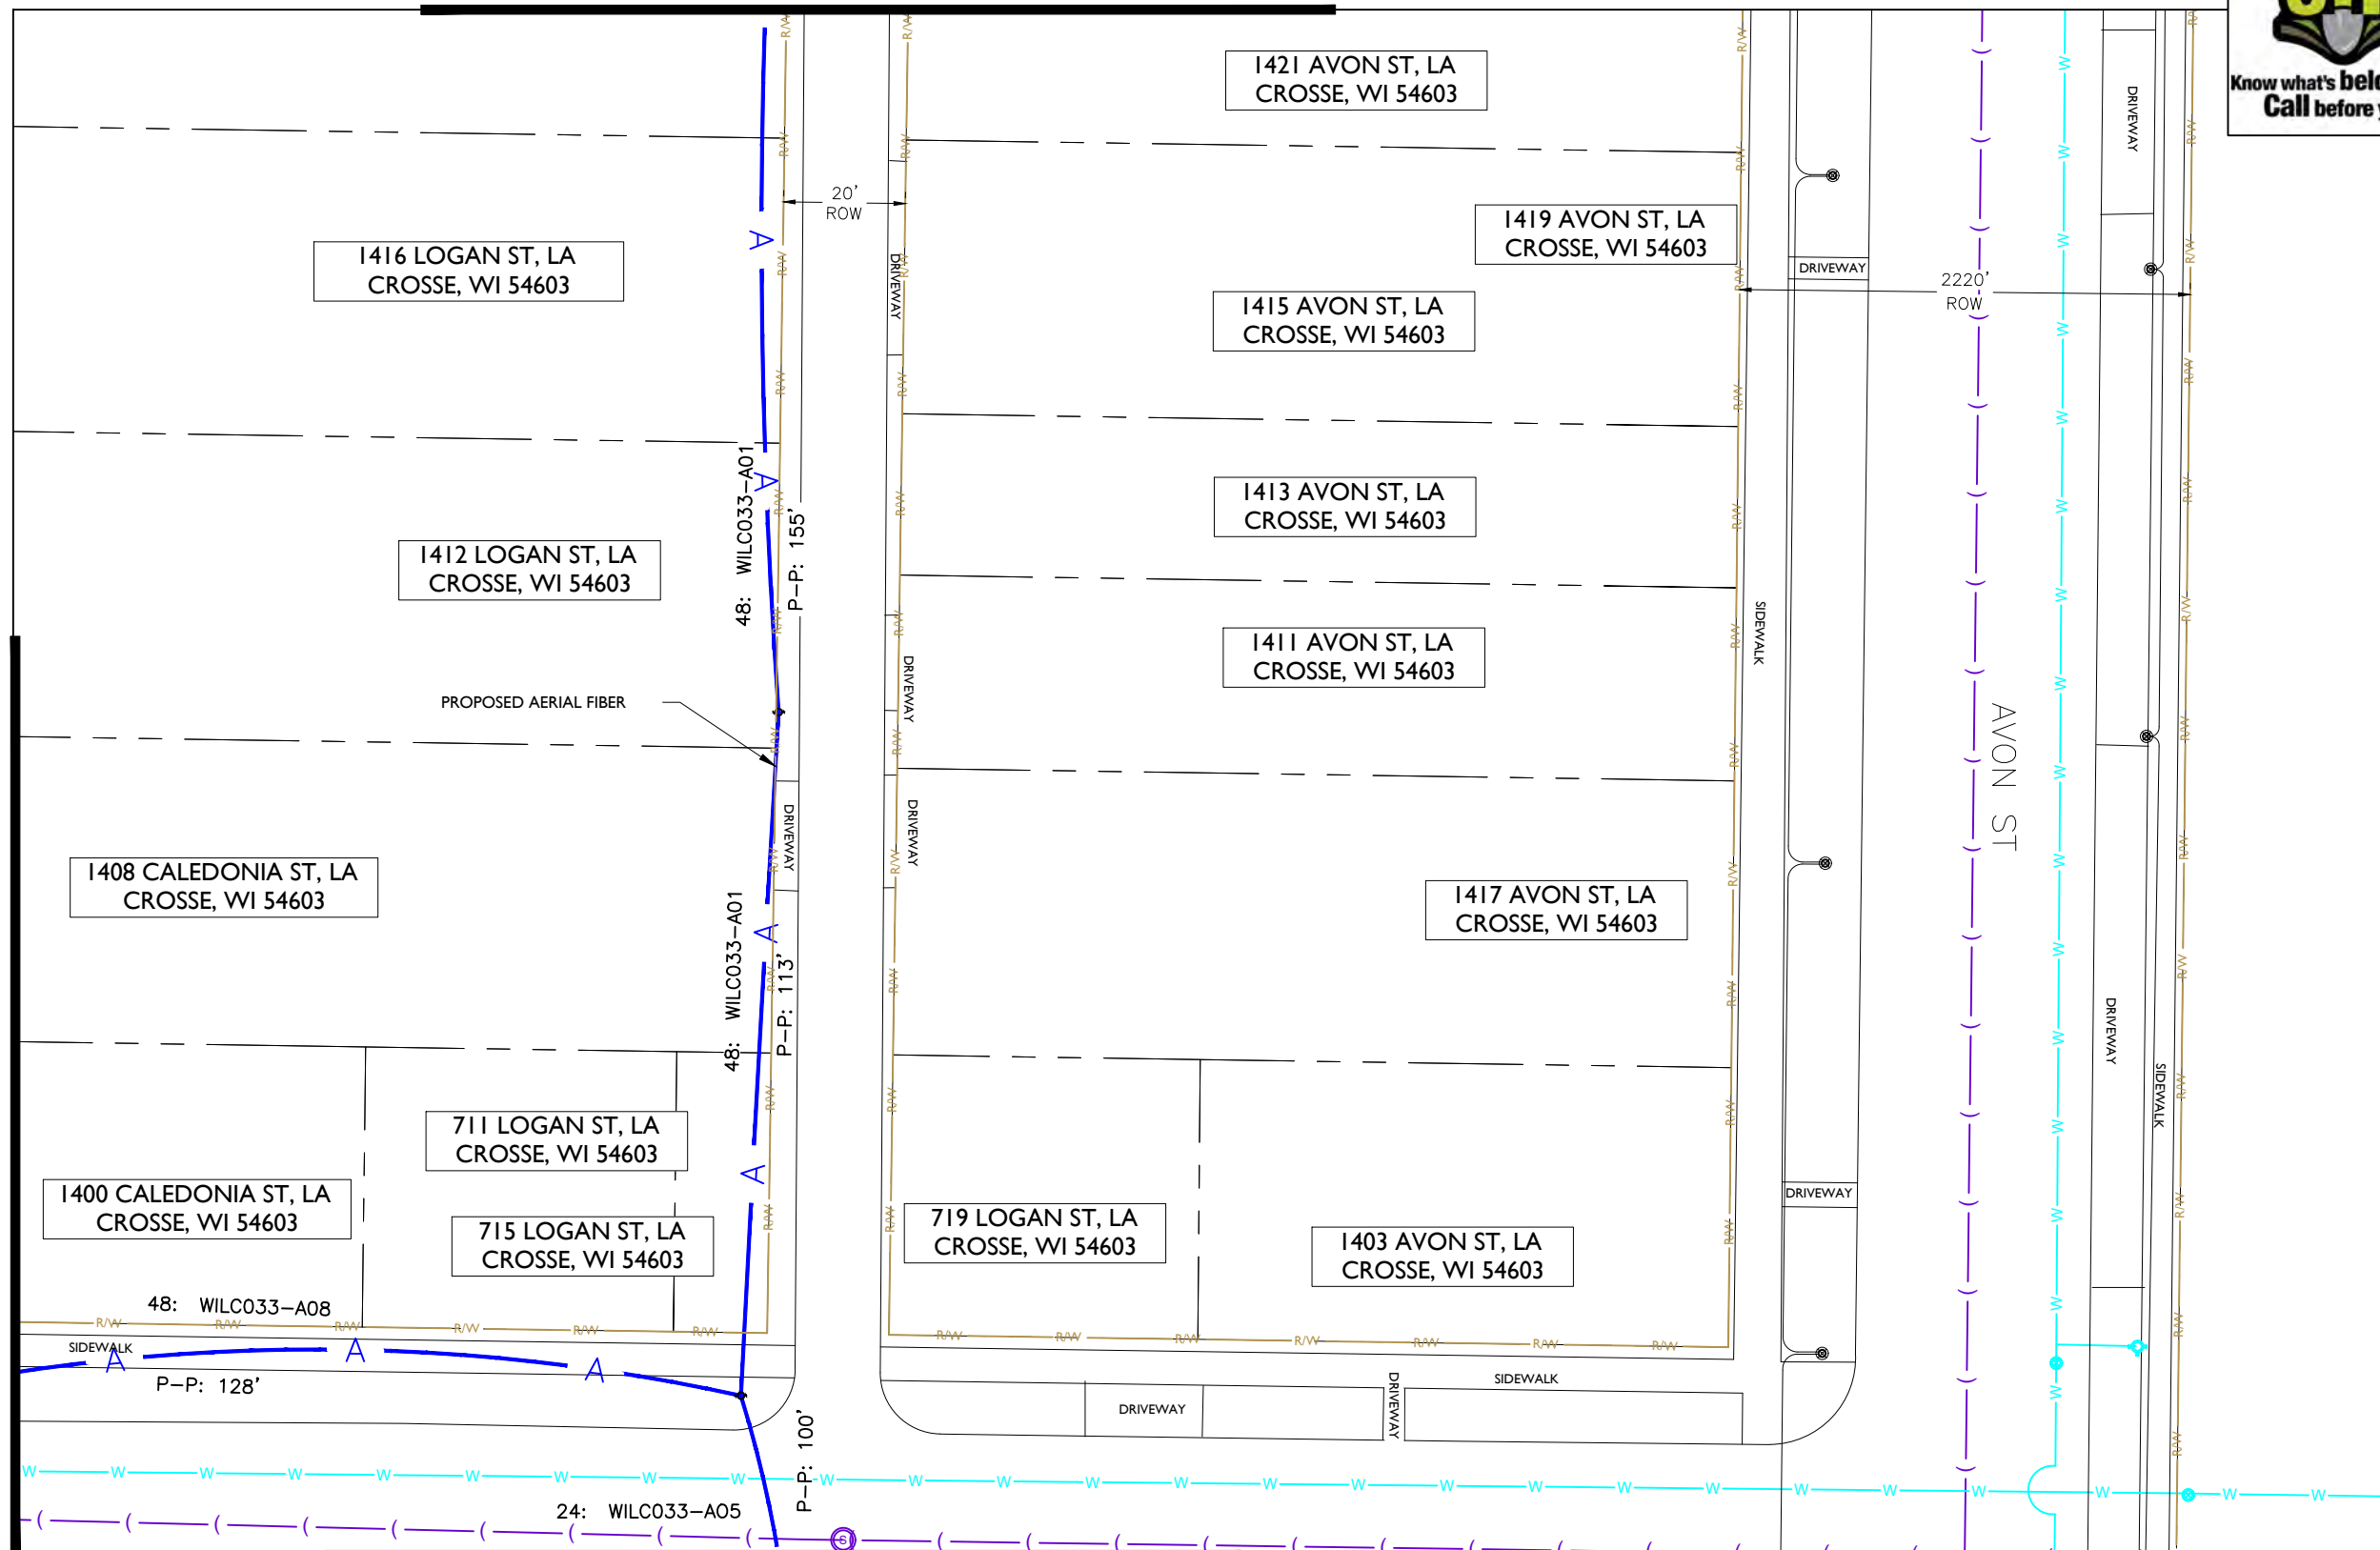 Know what's
Call before
1421 AVON ST, LA
CROSSE, WI 54603
DRIVEWAY
20'
ROW
1419 AVON ST, LA
CROSSE, WI 54603
1416 LOGAN ST, LA
CROSSE, WI 54603
DRIVEWAY
DRIVEWAY
2220'
ROW
1415 AVON ST, LA
CROSSE, WI 54603
48: WILC033-A01
P-P: 155'
1413 AVON ST, LA
CROSSE, WI 54603
1412 LOGAN ST, LA
CROSSE, WI 54603
SIDEWALK
1411 AVON ST, LA
CROSSE, WI 54603
DRIVEWAY
PROPOSED AERIAL FIBER
AVON ST
DRIVEWAY
DRIVEWAY
1408 CALEDONIA ST, LA
CROSSE, WI 54603
1417 AVON ST, LA
CROSSE, WI 54603
48: WILC033-A01
P-P: 113'
DRIVEWAY
SIDEWALK
711 LOGAN ST, LA
CROSSE, WI 54603
1400 CALEDONIA ST, LA
CROSSE, WI 54603
DRIVEWAY
715 LOGAN ST, LA
CROSSE, WI 54603
719 LOGAN ST, LA
CROSSE, WI 54603
1403 AVON ST, LA
CROSSE, WI 54603
48: WILC033-A08
SIDEWALK
P-P: 128'
SIDEWALK
DRIVEWAY
DRIVEWAY
P-P: 100'
24: WILC033-A05